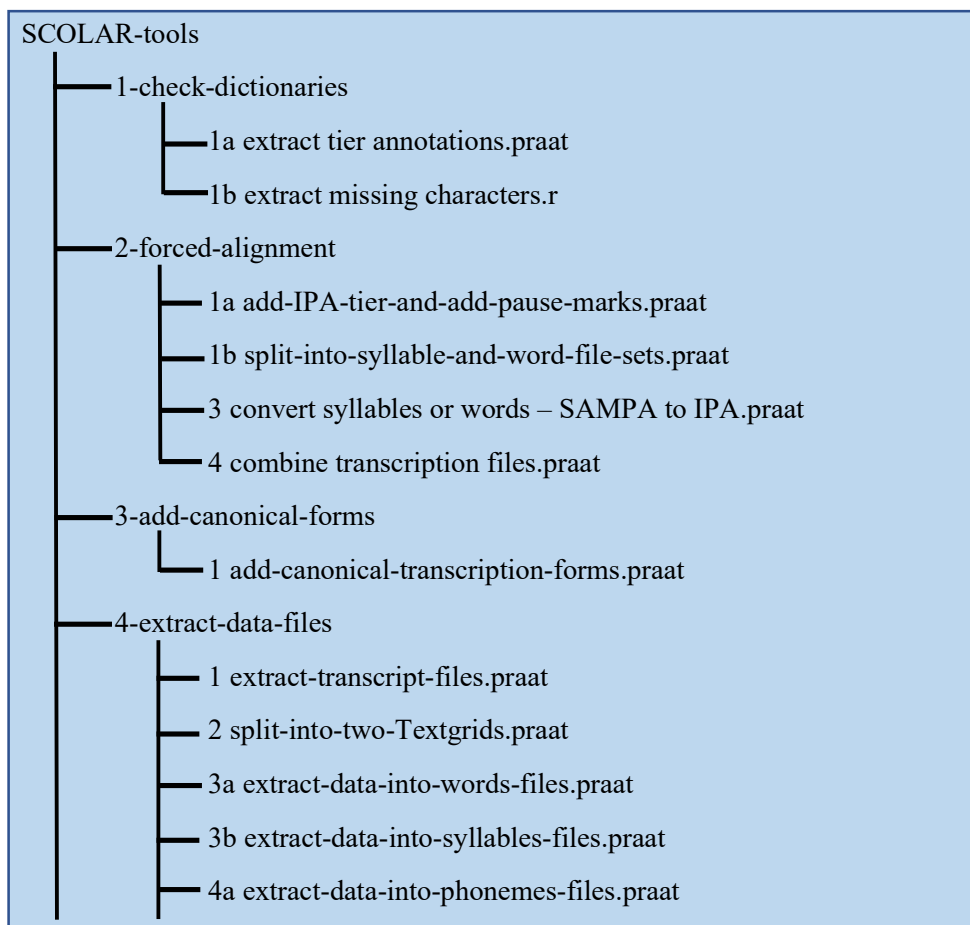 SCOLAR-tools
1-check-dictionaries
1a extract tier annotations.praat
1b extract missing characters.r
2-forced-alignment
1a add-IPA-tier-and-add-pause-marks.praat
1b split-into-syllable-and-word-file-sets.praat
3 convert syllables or words – SAMPA to IPA.praat
4 combine transcription files.praat
3-add-canonical-forms
1 add-canonical-transcription-forms.praat
4-extract-data-files
1 extract-transcript-files.praat
2 split-into-two-Textgrids.praat
3a extract-data-into-words-files.praat
3b extract-data-into-syllables-files.praat
4a extract-data-into-phonemes-files.praat